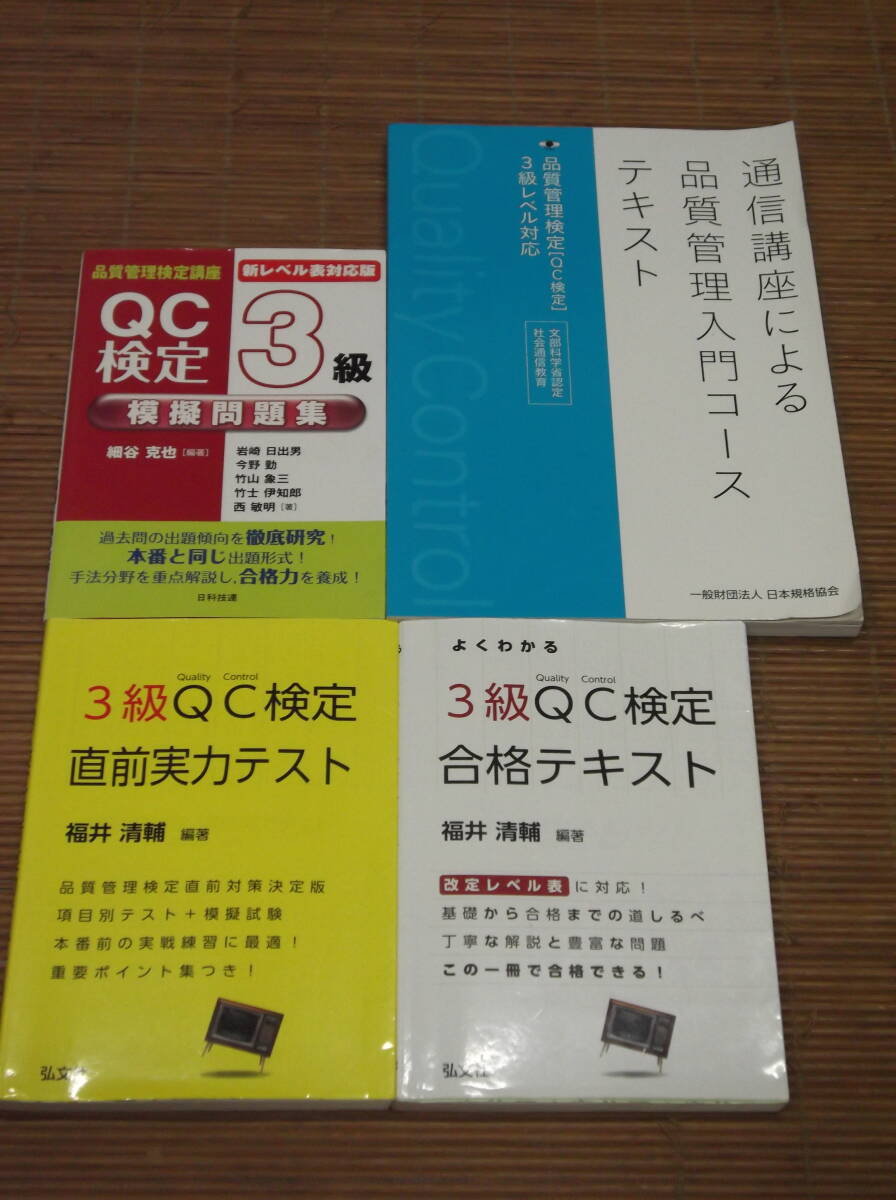 品質管理検定講座
新レベル表対応版
QC
検定
3級
模擬問題集
細谷 克也 [編著]
岩崎 日出男
今野 勤
竹山 象三
竹士 伊知郎
西 敏明 [著]
過去問の出題傾向を徹底研究!
本番と同じ出題形式!
手法分野を重点解説し、合格力を養成!
日科技連
通信講座による
品質管理入門コース
テキスト
品質管理検定[QC検定]
3級レベル対応
文部科学省認定
社会通信教育
Quality Control
一般財団法人 日本規格協会
Quality Control
3級QC検定
直前実力テスト
福井 清輔 編著
品質管理検定直前対策決定版
項目別テスト+模擬試験
本番前の実戦練習に最適!
重要ポイント集つき!
弘文社
よくわかる
Quality Control
3級QC検定
合格テキスト
福井 清輔 編著
改定レベル表に対応!
基礎から合格までの道しるべ
丁寧な解説と豊富な問題
この一冊で合格できる!
弘文社